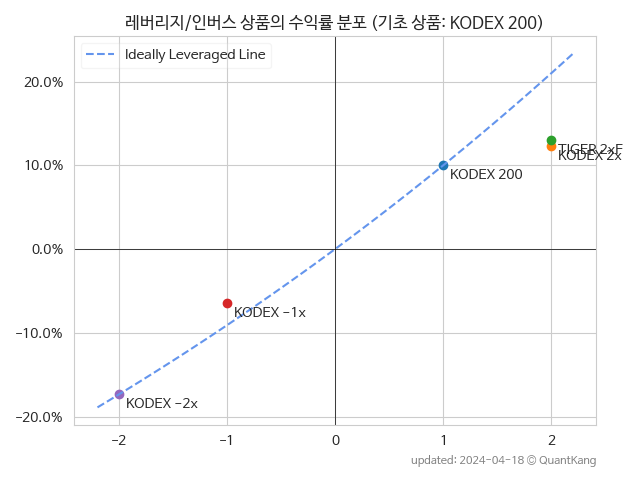 레버리지/인버스 상품의 수익률 분포 (기초 상품: KODEX 200)
Ideally Leveraged Line
20.0%
10.0%
0.0%
−10.0%
−20.0%
TIGER 2xF
KODEX 2x
KODEX 200
KODEX −1x
KODEX −2x
−2 −1 0 1 2
updated: 2024-04-18 © QuantKang